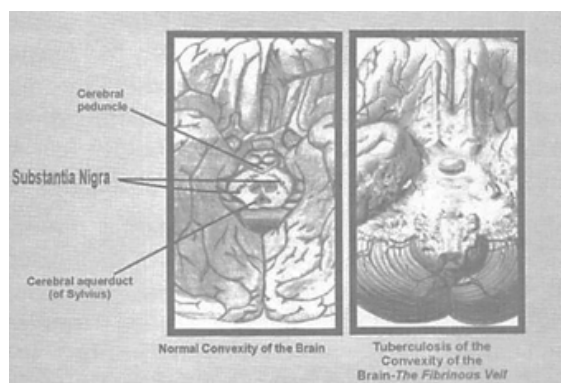 Cerebral
peduncle
Substantia Nigra
Cerebral aquerduct
(of Sylvius)
Normal Convexity of the Brain
Tuberculosis of the
Convexity of the
Brain-The Fibrinous Veil